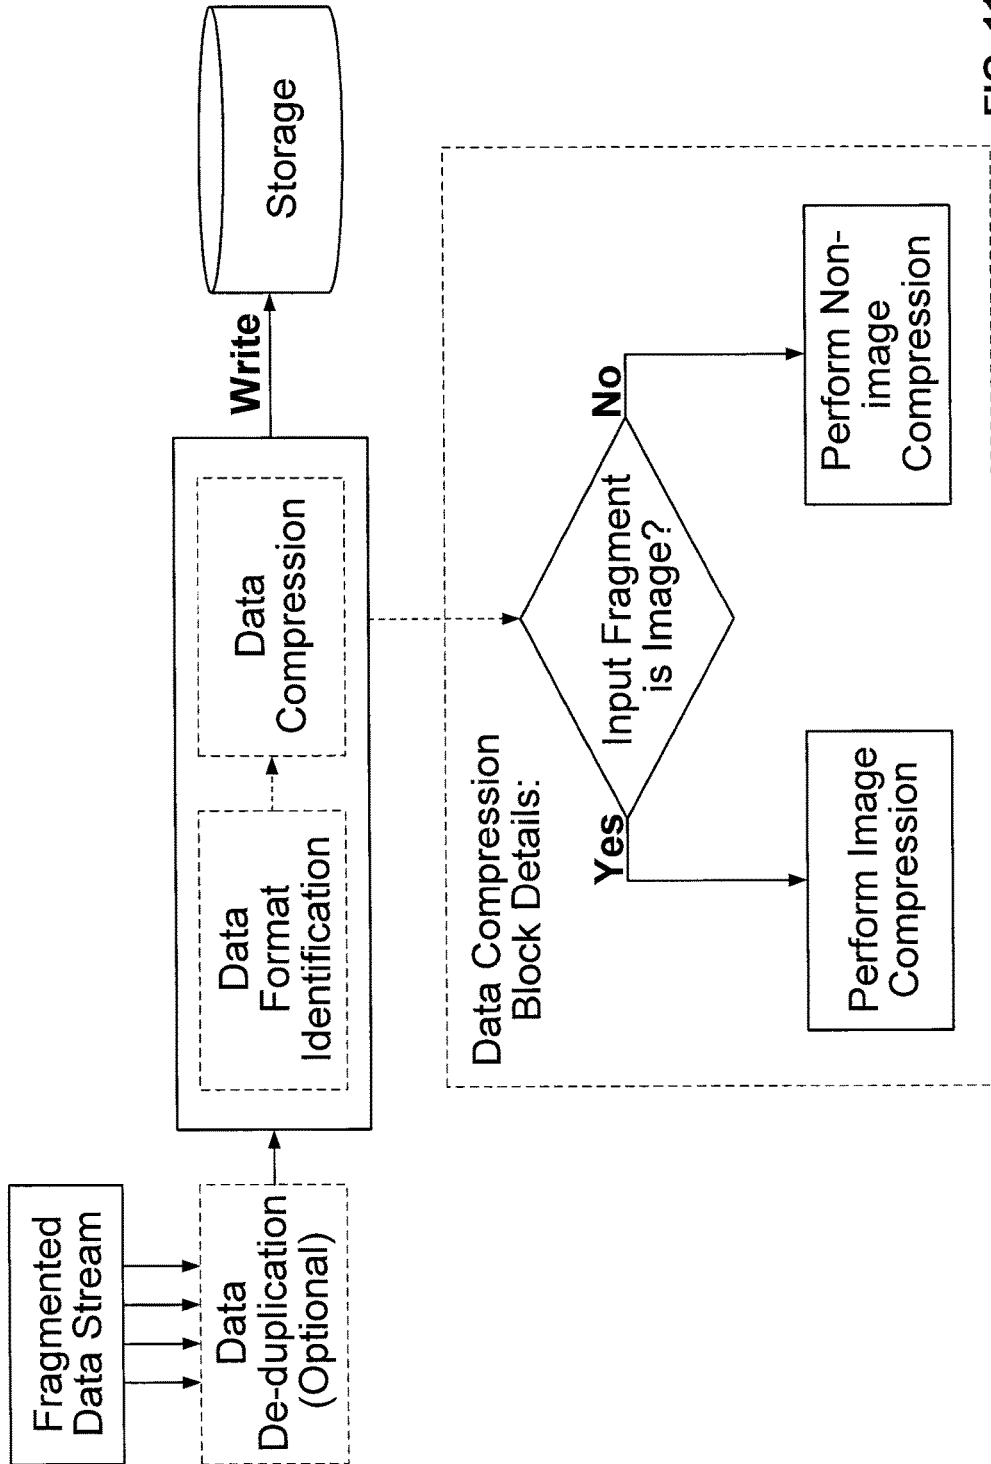 Fragmented
Data Stream
Data
De-duplication
(Optional)
Data
Format
Identification
Data
Compression
Write
Storage
Data Compression
Block Details:
Input Fragment
is Image?
Yes
No
Perform Image
Compression
Perform Non-
image
Compression